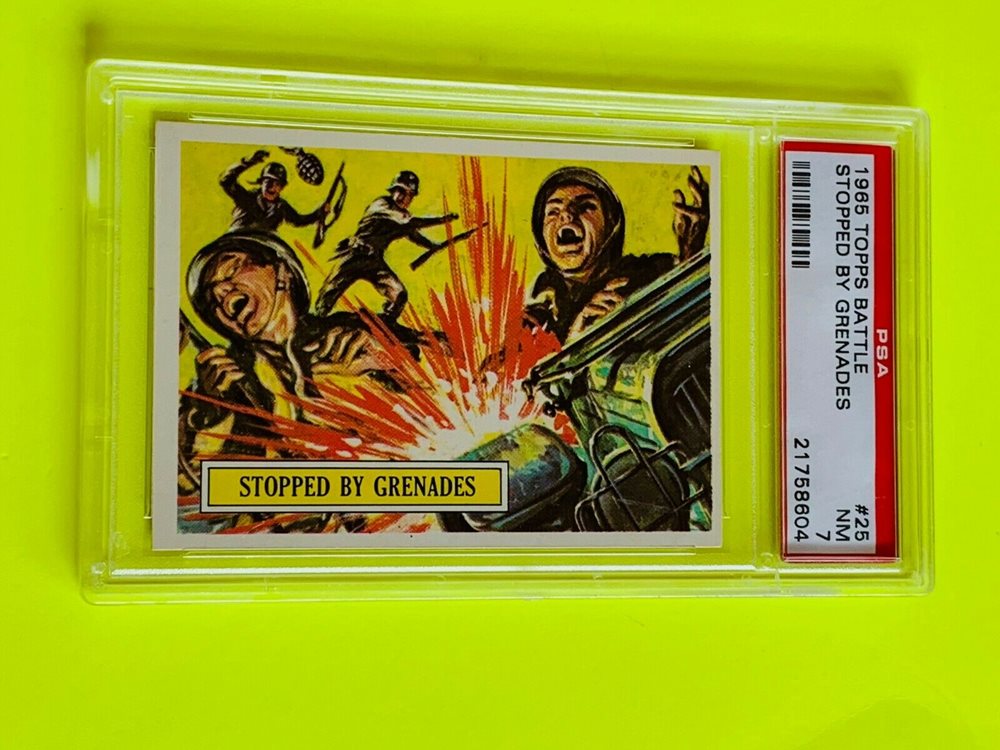 STOPPED BY GRENADES
1965 TOPPS BATTLE
STOPPED BY GRENADES
#25
NM
7
21758604
PSA